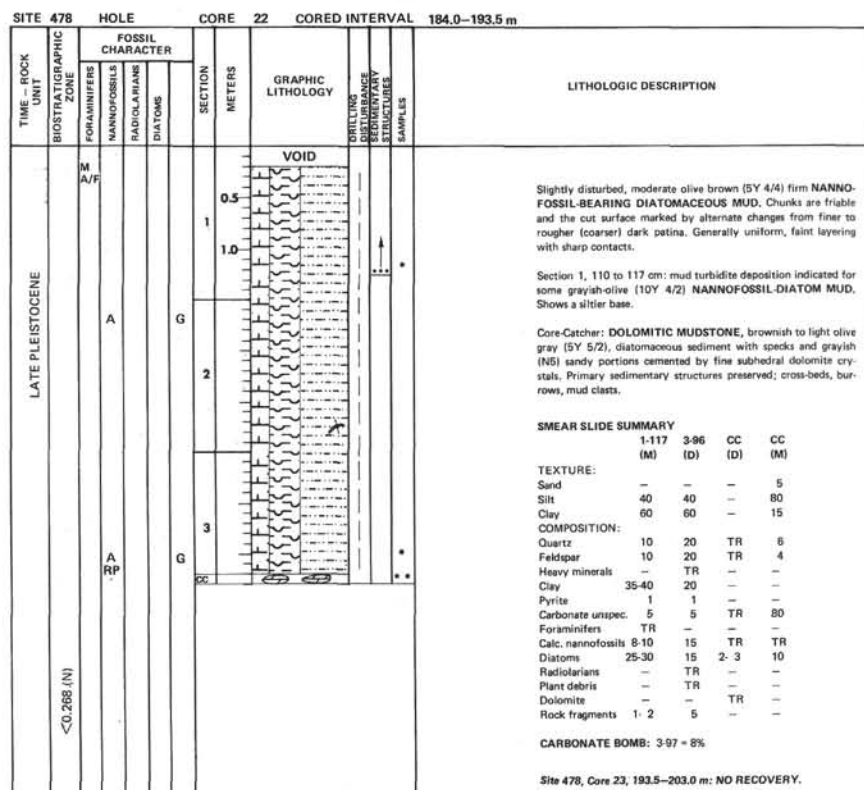 SITE 478 HOLE CORE 22 CORED INTERVAL 184.0–193.5 m
TIME – ROCK UNIT
BIOSTRATIGRAPHIC ZONE
FOSSIL CHARACTER
FORAMINIFERS
NANNOFOSSILS
RADIOLARIANS
DIATOMS
SECTION
METERS
GRAPHIC LITHOLOGY
DRILLING DISTURBANCE
SEDIMENTARY STRUCTURES
SAMPLES
LITHOLOGIC DESCRIPTION
LATE PLEISTOCENE
<0.268 (N)
M
A/F
A
G
A
RP
G
1
2
3
CC
0.5
1.0
VOID
*
*
* *
Slightly disturbed, moderate olive brown (5Y 4/4) firm NANNO-
FOSSIL-BEARING DIATOMACEOUS MUD. Chunks are friable
and the cut surface marked by alternate changes from finer to
rougher (coarser) dark patina. Generally uniform, faint layering
with sharp contacts.
Section 1, 110 to 117 cm: mud turbidite deposition indicated for
some grayish-olive (10Y 4/2) NANNOFOSSIL-DIATOM MUD.
Shows a siltier base.
Core-Catcher: DOLOMITIC MUDSTONE, brownish to light olive
gray (5Y 5/2), diatomaceous sediment with specks and grayish
(N5) sandy portions cemented by fine subhedral dolomite cry-
stals. Primary sedimentary structures preserved; cross-beds, bur-
rows, mud clasts.
SMEAR SLIDE SUMMARY
1-117 3-96 CC CC
(M) (D) (D) (M)
TEXTURE:
Sand – – – 5
Silt 40 40 – 80
Clay 60 60 – 15
COMPOSITION:
Quartz 10 20 TR 6
Feldspar 10 20 TR 4
Heavy minerals – TR – –
Clay 35-40 20 – –
Pyrite 1 1 – –
Carbonate unspec. 5 5 TR 80
Foraminifers TR – – –
Calc. nannofossils 8-10 15 TR TR
Diatoms 25-30 15 2- 3 10
Radiolarians – TR – –
Plant debris – TR – –
Dolomite – – TR –
Rock fragments 1- 2 5 – –
CARBONATE BOMB: 3-97 = 8%
Site 478, Core 23, 193.5–203.0 m: NO RECOVERY.